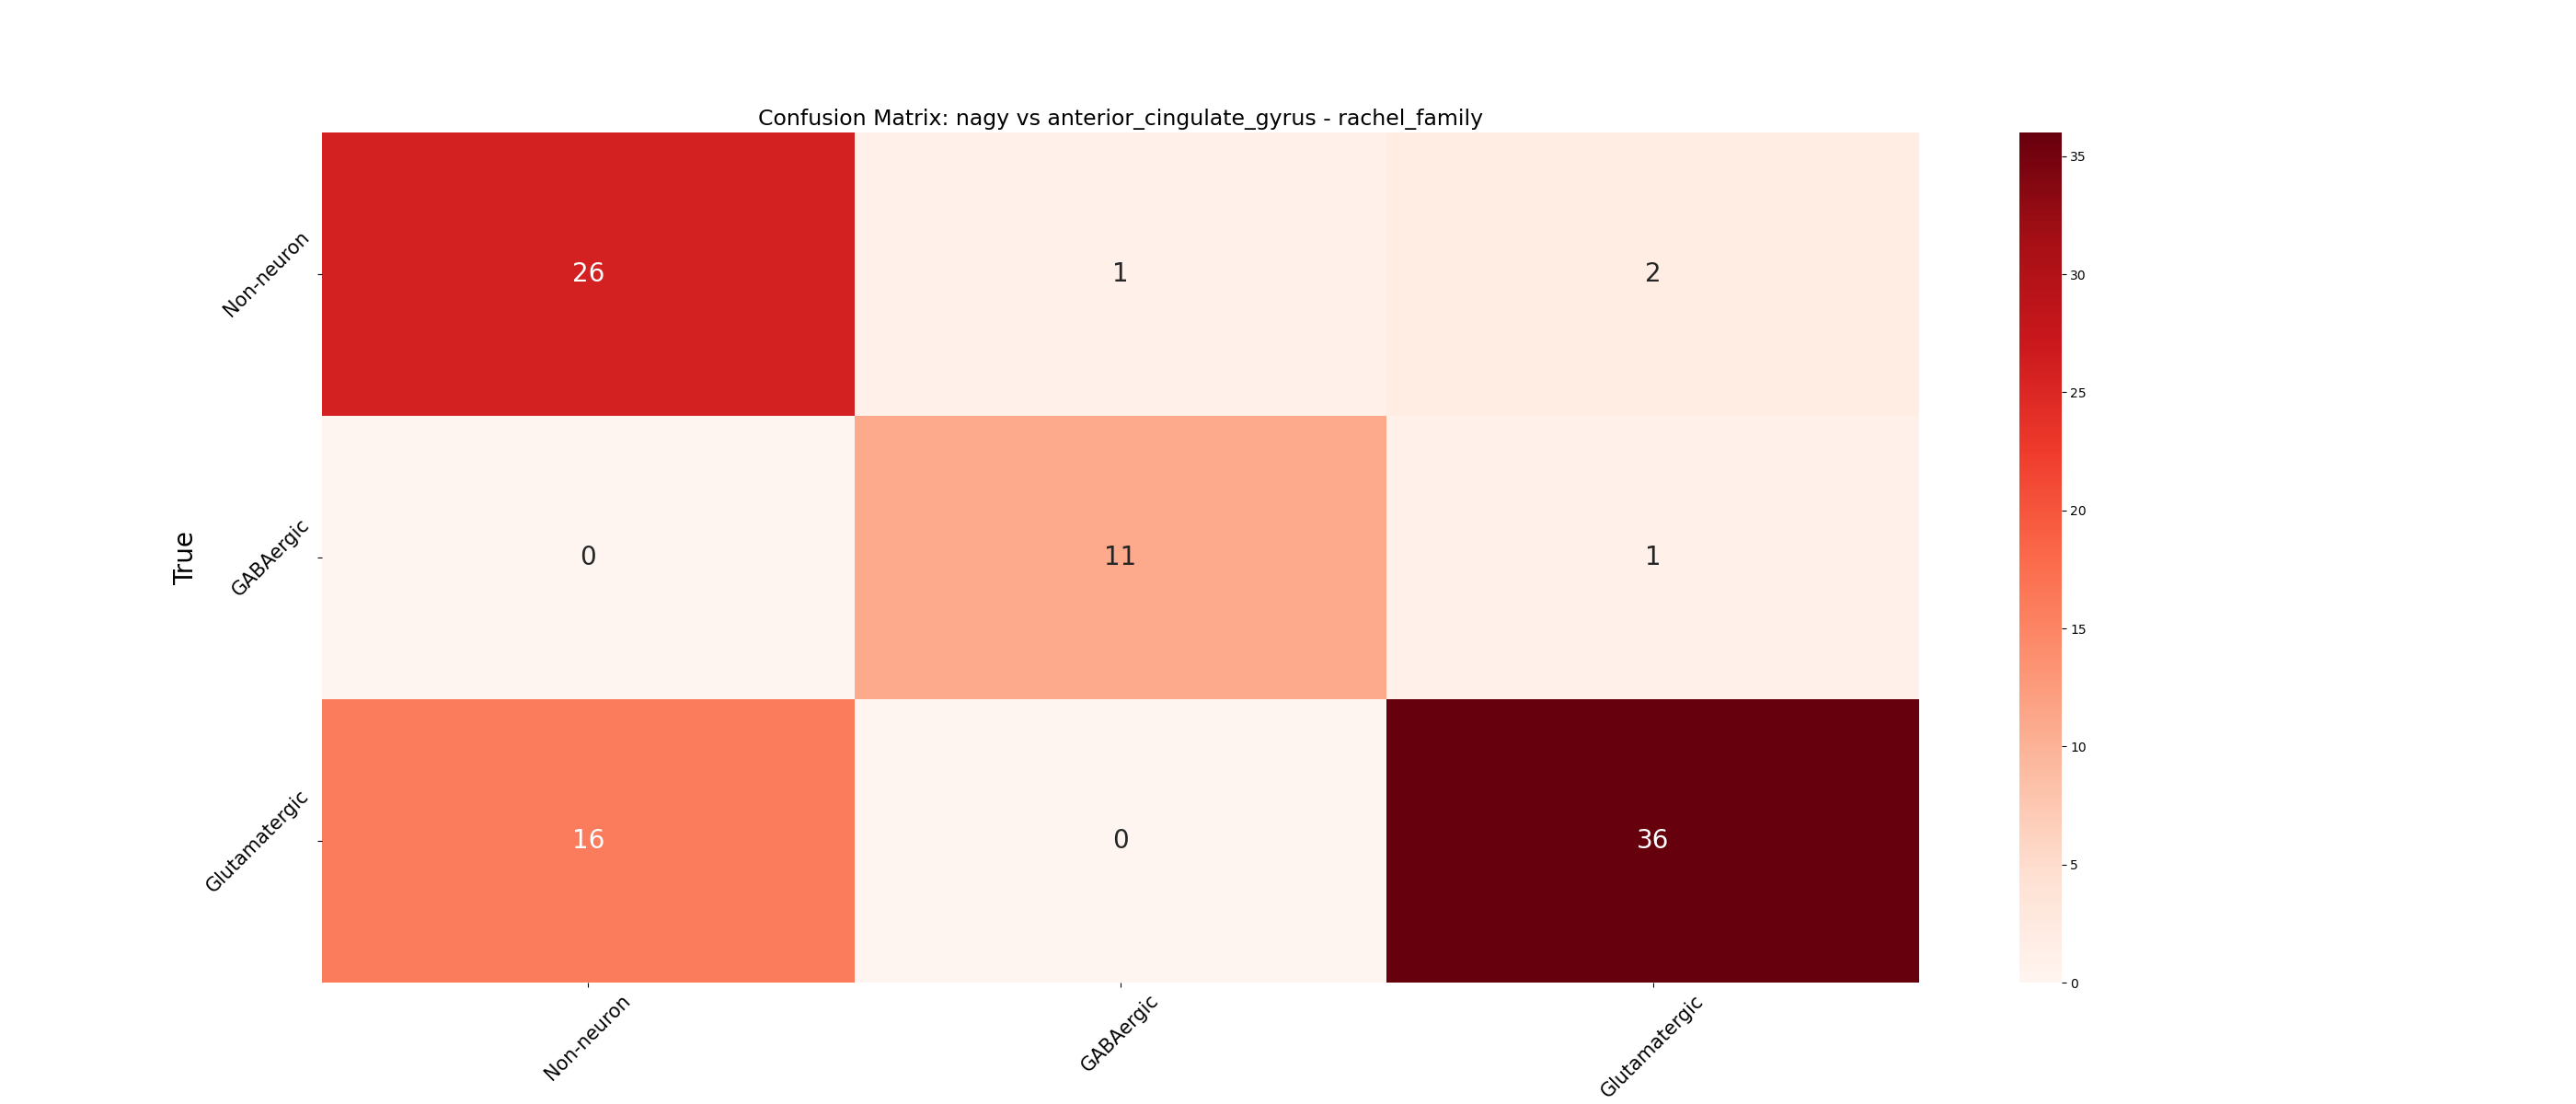 Confusion Matrix: nagy vs anterior_cingulate_gyrus - rachel_family
True
Non-neuron
26
1
2
GABAergic
0
11
1
Glutamatergic
16
0
36
Non-neuron
GABAergic
Glutamatergic
35
30
25
20
15
10
5
0